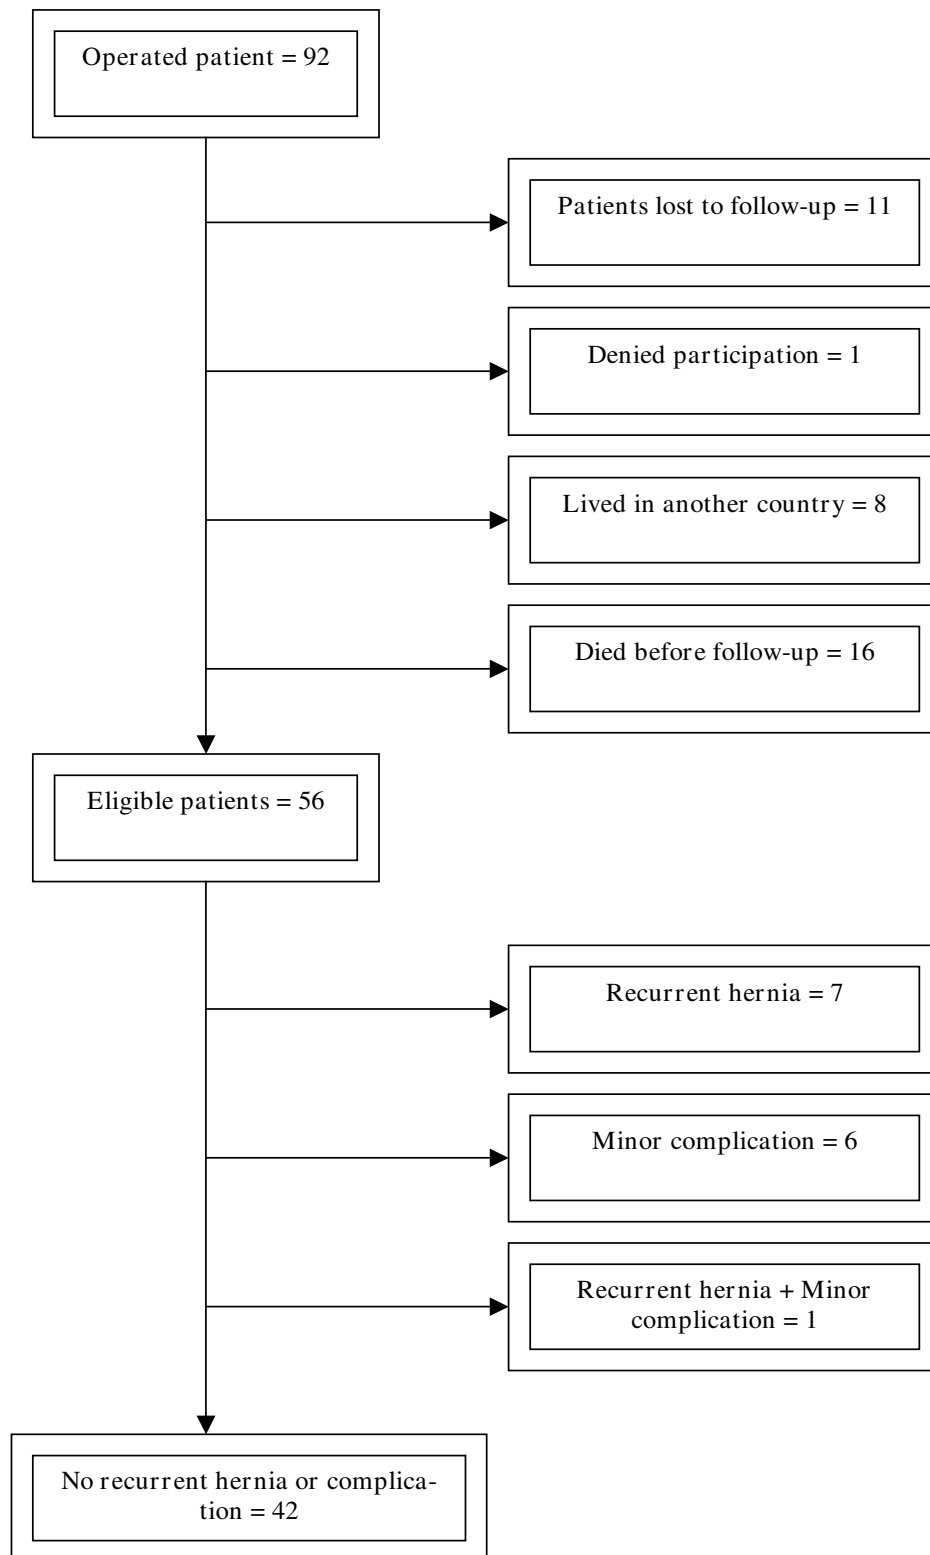 Operated patient = 92
Patients lost to follow-up = 11
Denied participation = 1
Lived in another country = 8
Died before follow-up = 16
Eligible patients = 56
Recurrent hernia = 7
Minor complication = 6
Recurrent hernia + Minor
complication = 1
No recurrent hernia or complica-
tion = 42